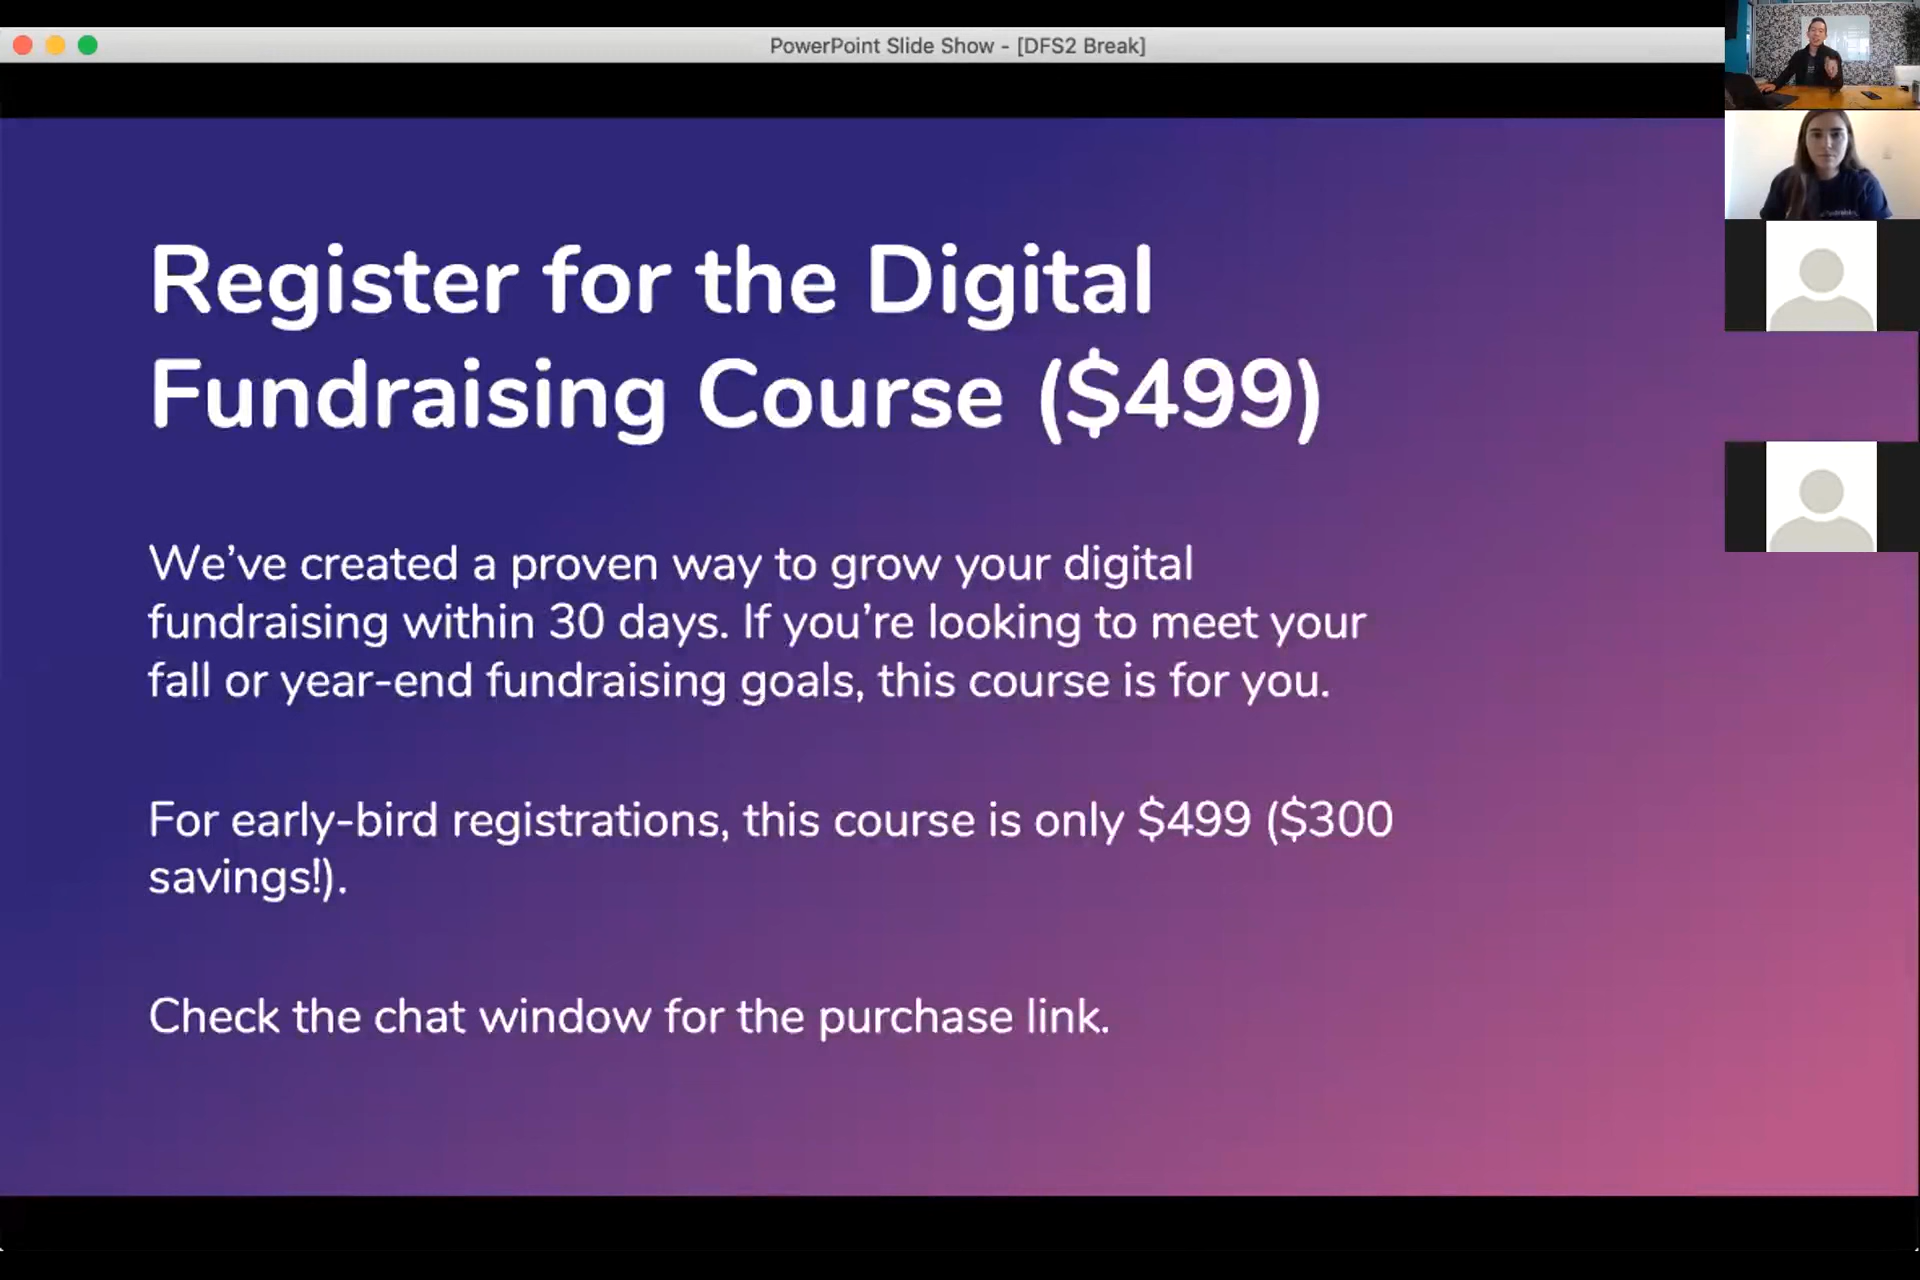 PowerPoint Slide Show - [DFS2 Break]
Register for the Digital
Fundraising Course ($499)
We’ve created a proven way to grow your digital
fundraising within 30 days. If you’re looking to meet your
fall or year-end fundraising goals, this course is for you.
For early-bird registrations, this course is only $499 ($300
savings!).
Check the chat window for the purchase link.